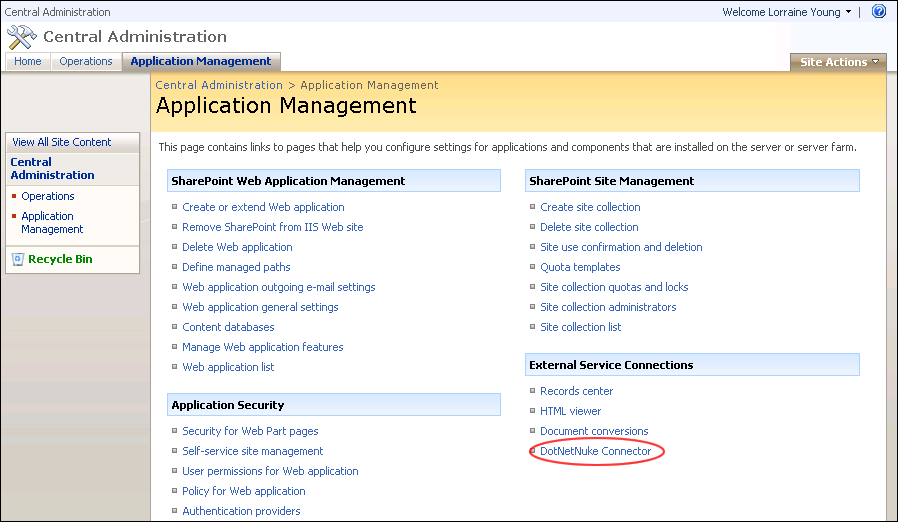 Central Administration
Welcome Lorraine Young
Central Administration
Home
Operations
Application Management
Site Actions
Central Administration > Application Management
Application Management
View All Site Content
Central
Administration
Operations
Application
Management
Recycle Bin
This page contains links to pages that help you configure settings for applications and components that are installed on the server or server farm.
SharePoint Web Application Management
Create or extend Web application
Remove SharePoint from IIS Web site
Delete Web application
Define managed paths
Web application outgoing e-mail settings
Web application general settings
Content databases
Manage Web application features
Web application list
Application Security
Security for Web Part pages
Self-service site management
User permissions for Web application
Policy for Web application
Authentication providers
SharePoint Site Management
Create site collection
Delete site collection
Site use confirmation and deletion
Quota templates
Site collection quotas and locks
Site collection administrators
Site collection list
External Service Connections
Records center
HTML viewer
Document conversions
DotNetNuke Connector